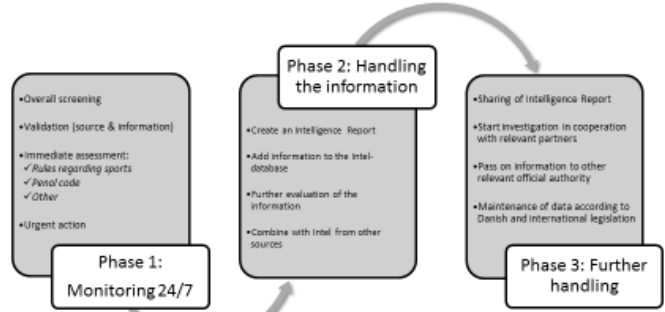 •Overall screening
•Validation (source & information)
•Immediate assessment:
✓Rules regarding sports
✓Penal code
✓Other
•Urgent action
Phase 1:
Monitoring 24/7
Phase 2: Handling
the information
•Create an Intelligence Report
•Add information to the Intel-
database
•Further evaluation of the
information
•Combine with Intel from other
sources
•Sharing of Intelligence Report
•Start investigation in cooperation
with relevant partners
•Pass on information to other
relevant official authority
•Maintenance of data according to
Danish and international legislation
Phase 3: Further
handling